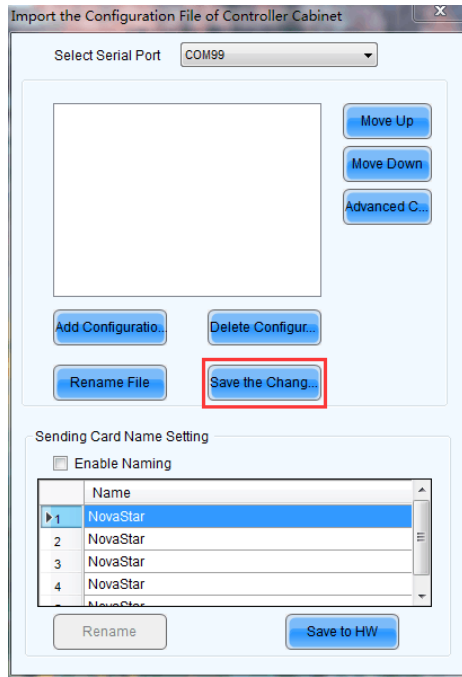 Import the Configuration File of Controller Cabinet
X
Select Serial Port COM99
Move Up
Move Down
Advanced C...
Add Configuratio...
Delete Configur...
Rename File
Save the Chang...
Sending Card Name Setting
Enable Naming
Name
1 NovaStar
2 NovaStar
3 NovaStar
4 NovaStar
NovaStar
Rename
Save to HW